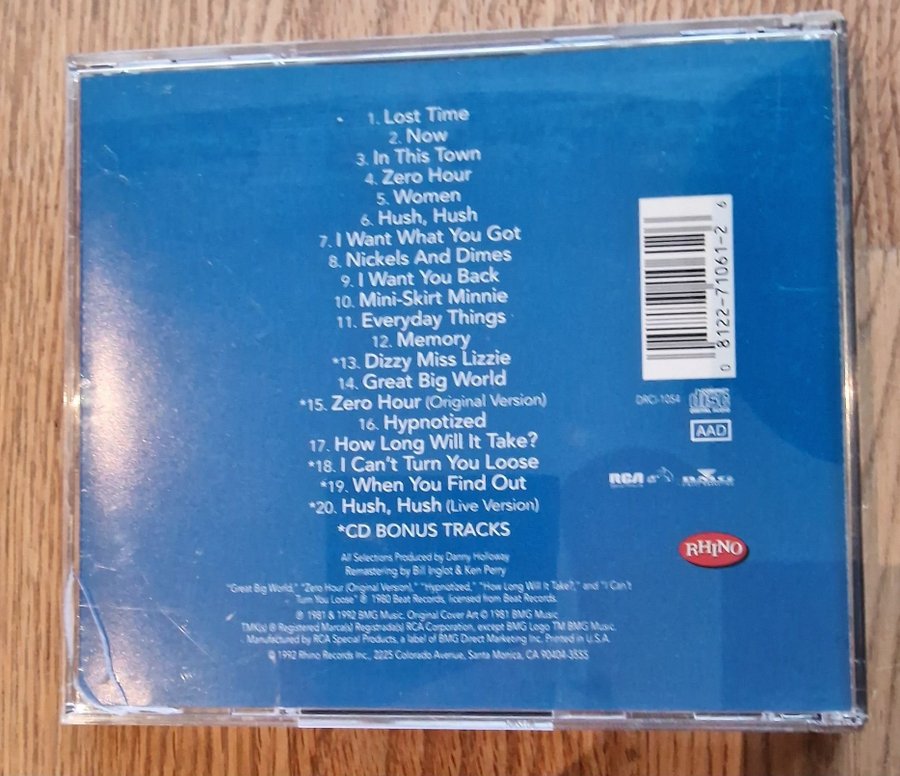 1. Lost Time
2. Now
3. In This Town
4. Zero Hour
5. Women
6. Hush, Hush
7. I Want What You Got
8. Nickels And Dimes
9. I Want You Back
10. Mini-Skirt Minnie
11. Everyday Things
12. Memory
*13. Dizzy Miss Lizzie
14. Great Big World
*15. Zero Hour (Original Version)
16. Hypnotized
17. How Long Will It Take?
*18. I Can't Turn You Loose
*19. When You Find Out
*20. Hush, Hush (Live Version)
*CD BONUS TRACKS
All Selections Produced by Danny Holloway
Remastering by Bill Inglot & Ken Perry
"Great Big World," "Zero Hour (Original Version)," "Hypnotized," "How Long Will It Take?," and "I Can't
Turn You Loose" ℗ 1980 Beat Records, licensed from Beat Records.
℗ 1981 & 1992 BMG Music. Original Cover Art © 1981 BMG Music.
TMK(s) ® Registered Marca(s) Registrada(s) RCA Corporation, except BMG Logo TM BMG Music.
Manufactured by RCA Special Products, a label of BMG Direct Marketing Inc. Printed in U.S.A.
© 1992 Rhino Records Inc., 2225 Colorado Avenue, Santa Monica, CA 90404-3555
0 8122-71061-2 6
DRC1-1054
COMPACT
disc
DIGITAL AUDIO
AAD
RCA
BMG
RHINO